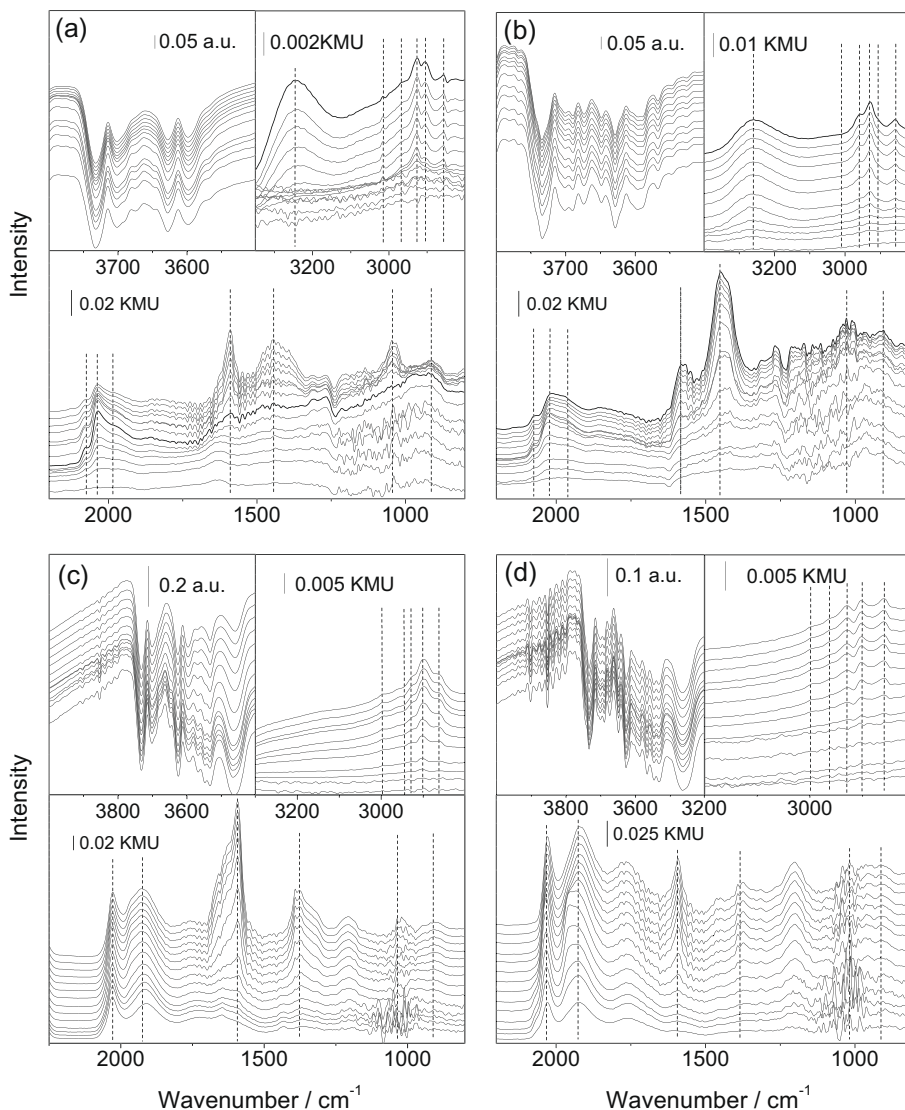 (a)
0.05 a.u.
0.002KMU
(b)
0.05 a.u.
0.01 KMU
3700
3600
3200
3000
3700
3600
3200
3000
0.02 KMU
0.02 KMU
Intensity
2000
1500
1000
2000
1500
1000
(c)
0.2 a.u.
0.005 KMU
(d)
0.1 a.u.
0.005 KMU
3800
3600
3200
3000
3800
3600
3200
3000
0.02 KMU
0.025 KMU
Intensity
2000
1500
1000
2000
1500
1000
Wavenumber / cm⁻¹
Wavenumber / cm⁻¹